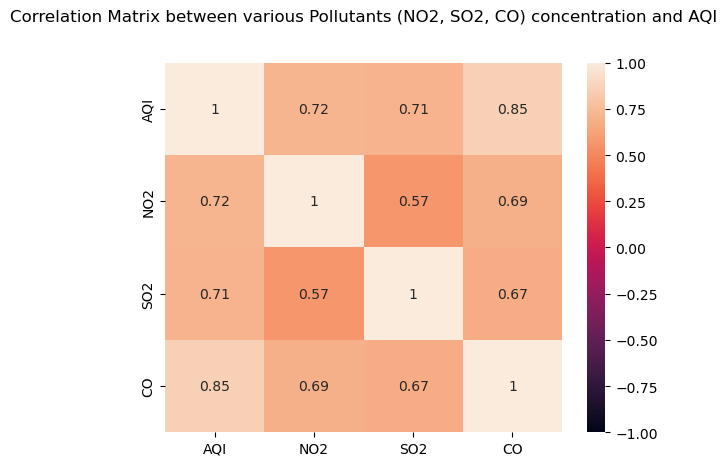 Correlation Matrix between various Pollutants (NO2, SO2, CO) concentration and AQI
AQI 1 0.72 0.71 0.85
NO2 0.72 1 0.57 0.69
SO2 0.71 0.57 1 0.67
CO 0.85 0.69 0.67 1
AQI NO2 SO2 CO
1.00
0.75
0.50
0.25
0.00
−0.25
−0.50
−0.75
−1.00